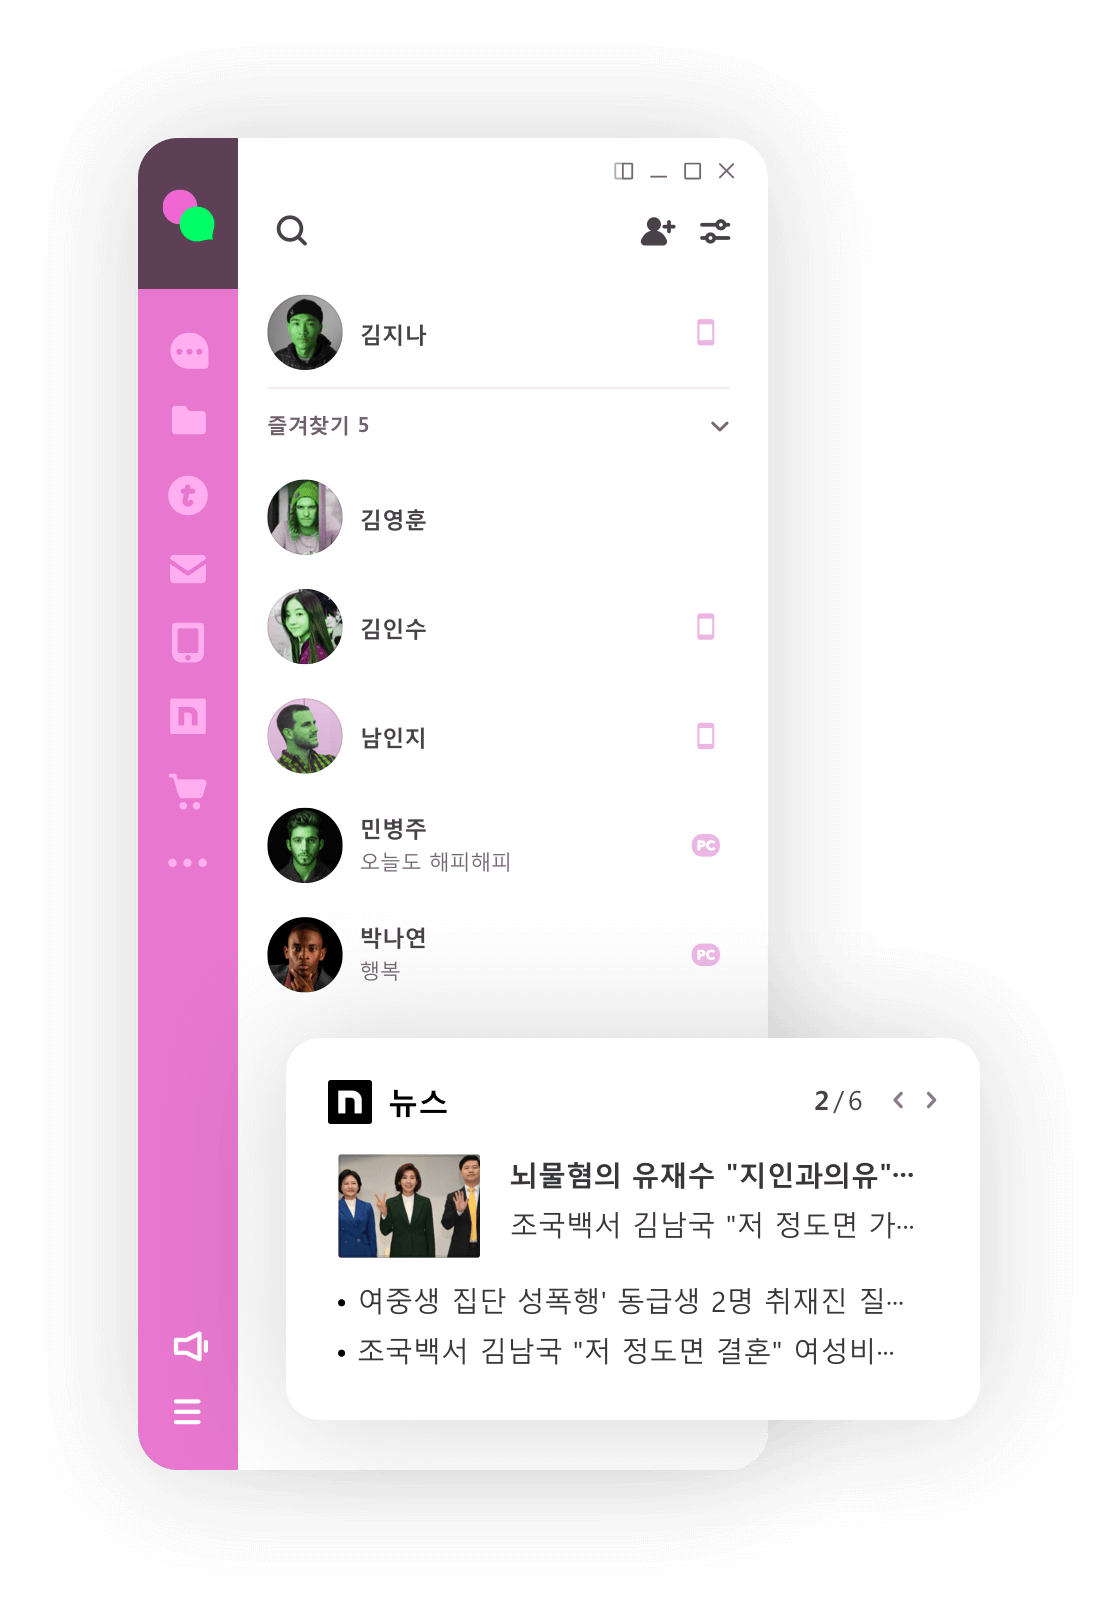 김지나
즐겨찾기 5
김영훈
김인수
남인지
민병주
오늘도 해피해피
PC
박나연
행복
PC
n 뉴스
2/6
뇌물혐의 유재수 "지인과의유"···
조국백서 김남국 "저 정도면 가···
• 여중생 집단 성폭행' 동급생 2명 취재진 질···
• 조국백서 김남국 "저 정도면 결혼" 여성비···
t
n